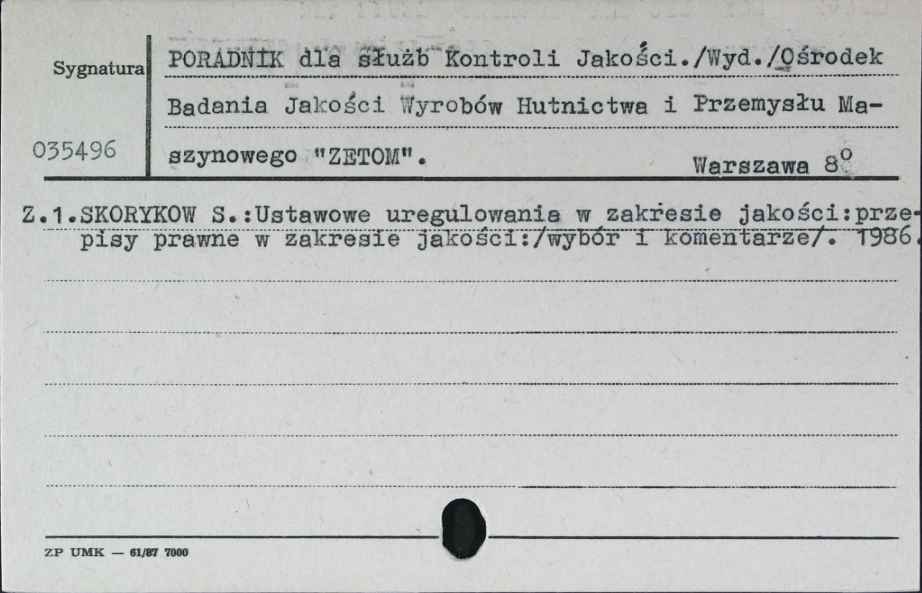 PORADNIK dla służb Kontroli Jakości./Wyd./Ośrodek
Sygnatura
Badania Jakości Wyrobów Hutnictwa i Przemysłu Ma-
035496
szynowego "ZETOM".
Warszawa 8°
Z.1.SKORYKOW S.:Ustawowe uregulowania w zakresie jakości:prze-
pisy prawne w zakresie jakości:/wybór i komentarze/. 1986.
ZP UMK — 61/87 7000